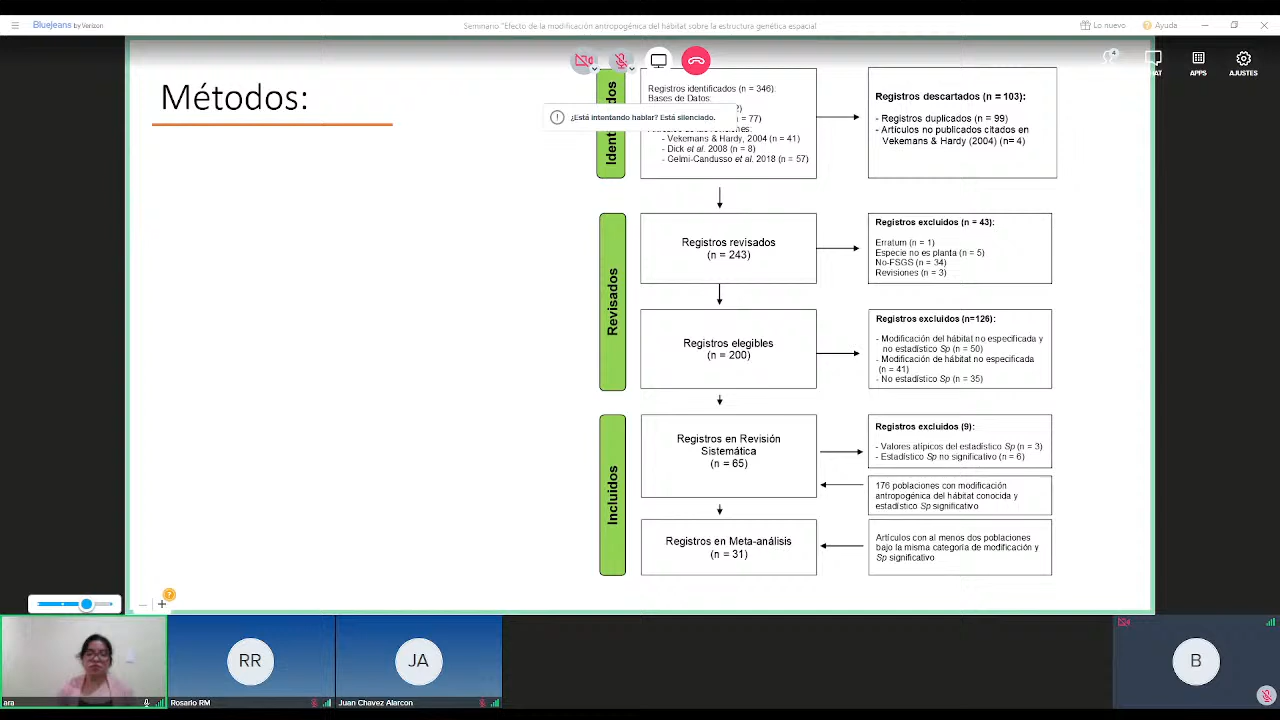 Bluejeans by Verizon
Seminario "Efecto de la modificación antropogénica del hábitat sobre la estructura genética espacial
Lo nuevo
Ayuda
4
CHAT
APPS
AJUSTES
Métodos:
¿Está intentando hablar? Está silenciado.
Registros identificados (n = 346):
Bases de Datos:
2)
= 77)
- Vekemans & Hardy, 2004 (n = 41)
- Dick et al. 2008 (n = 8)
- Gelmi-Candusso et al. 2018 (n = 57)
Registros descartados (n = 103):
- Registros duplicados (n = 99)
- Artículos no publicados citados en
Vekemans & Hardy (2004) (n= 4)
Revisados
Registros revisados
(n = 243)
Registros excluidos (n = 43):
Erratum (n = 1)
Especie no es planta (n = 5)
No-FSGS (n = 34)
Revisiones (n = 3)
Registros elegibles
(n = 200)
Registros excluidos (n=126):
- Modificación del hábitat no especificada y
no estadístico Sp (n = 50)
- Modificación de hábitat no especificada
(n = 41)
- No estadístico Sp (n = 35)
Incluidos
Registros en Revisión
Sistemática
(n = 65)
Registros excluidos (9):
- Valores atípicos del estadístico Sp (n = 3)
- Estadístico Sp no significativo (n = 6)
176 poblaciones con modificación
antropogénica del hábitat conocida y
estadístico Sp significativo
Registros en Meta-análisis
(n = 31)
Artículos con al menos dos poblaciones
bajo la misma categoría de modificación y
Sp significativo
?
ara
RR
Rosario RM
JA
Juan Chavez Alarcon
B